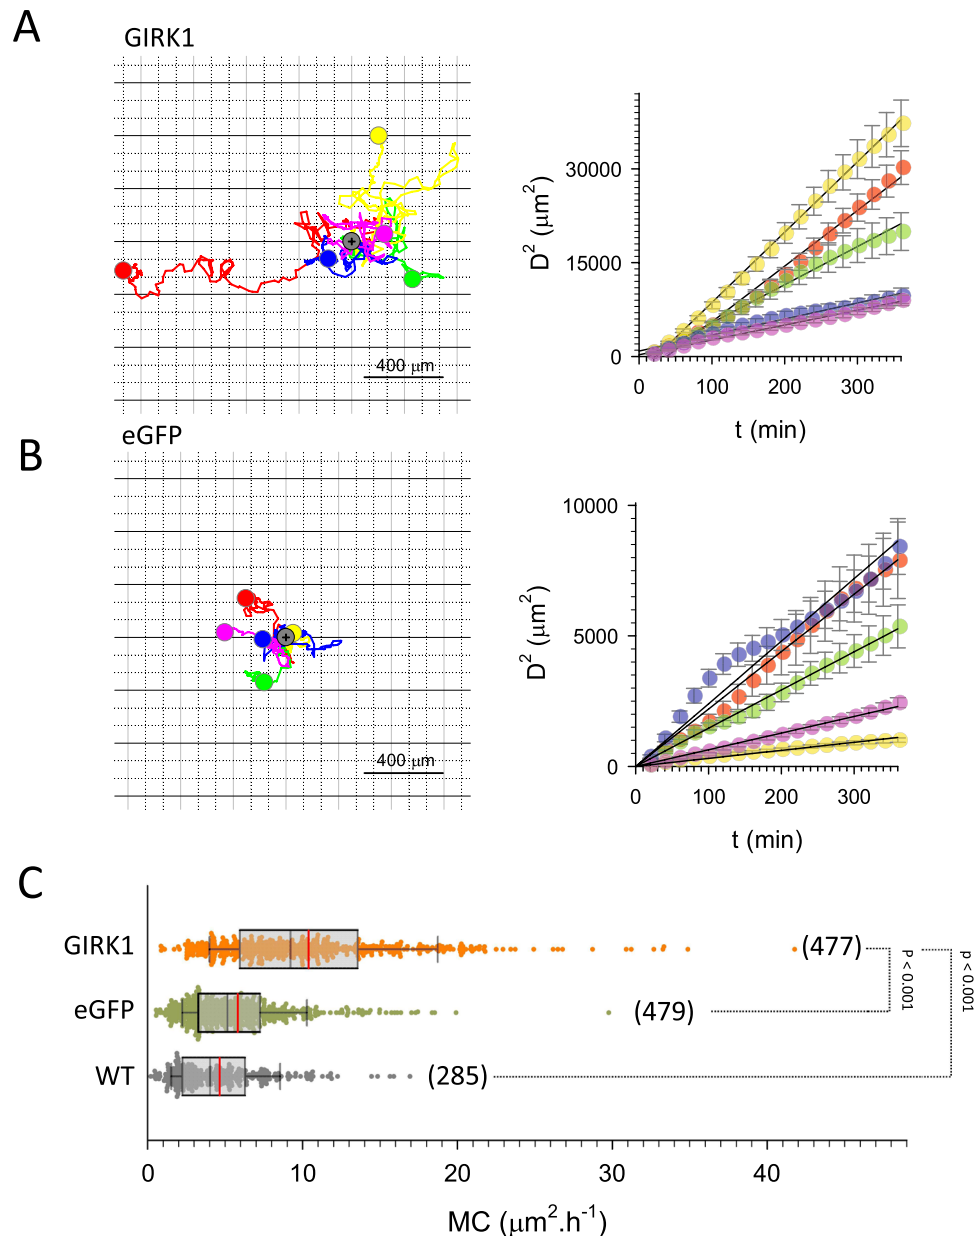 A
GIRK1
400 μm
D² (μm²)
30000
15000
0
0 100 200 300
t (min)
B
eGFP
400 μm
D² (μm²)
10000
5000
0
0 100 200 300
t (min)
C
GIRK1
(477)
eGFP
(479)
WT
(285)
P < 0.001
p < 0.001
0 10 20 30 40
MC (μm².h⁻¹)